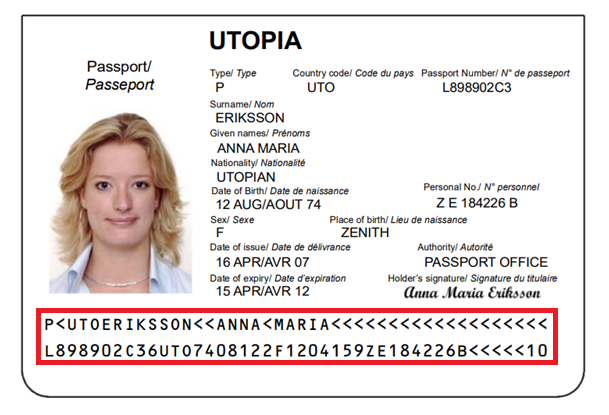 UTOPIA
Passport/
Passeport
Type/ Type Country code/ Code du pays Passport Number/ N° de passeport
P UTO L898902C3
Surname/ Nom
ERIKSSON
Given names/ Prénoms
ANNA MARIA
Nationality/ Nationalité
UTOPIAN
Date of Birth/ Date de naissance Personal No./ N° personnel
12 AUG/AOUT 74 Z E 184226 B
Sex/ Sexe Place of birth/ Lieu de naissance
F ZENITH
Date of issue/ Date de délivrance Authority/ Autorité
16 APR/AVR 07 PASSPORT OFFICE
Date of expiry/ Date d'expiration Holder's signature/ Signature du titulaire
15 APR/AVR 12 Anna Maria Eriksson
P<UTOERIKSSON<<ANNA<MARIA<<<<<<<<<<<<<<<<<<<
L898902C36UTO7408122F1204159ZE184226B<<<<<10